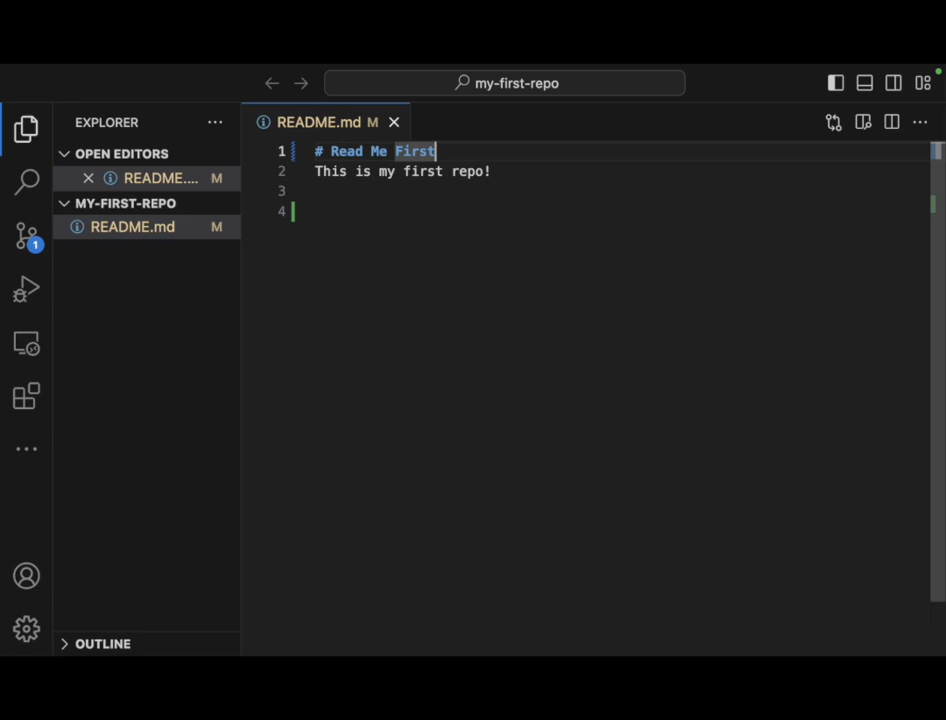 my-first-repo
EXPLORER ...
README.md M
OPEN EDITORS
README.... M
MY-FIRST-REPO
README.md M
1 # Read Me First
2 This is my first repo!
3
4
1
OUTLINE